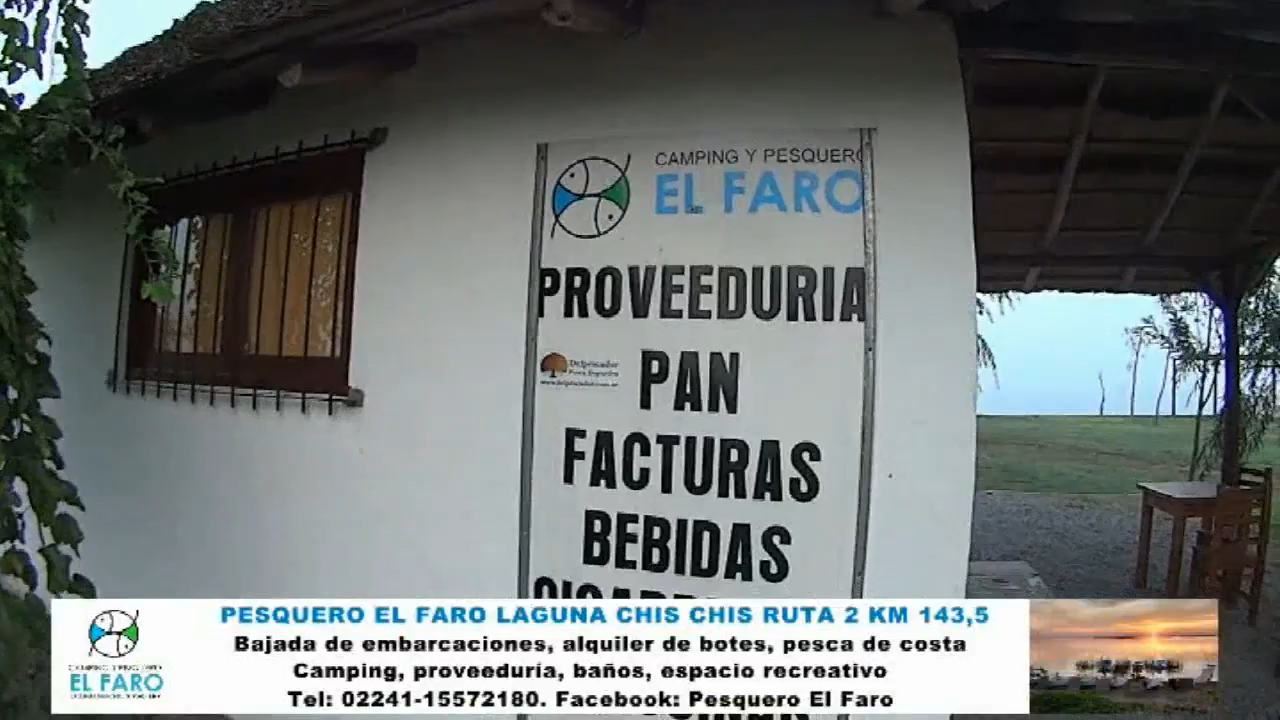 CAMPING Y PESQUERO
EL FARO
PROVEEDURIA
Delpescador
PAN
FACTURAS
BEBIDAS
PESQUERO EL FARO LAGUNA CHIS CHIS RUTA 2 KM 143,5
Bajada de embarcaciones, alquiler de botes, pesca de costa
Camping, proveeduría, baños, espacio recreativo
Tel: 02241-15572180. Facebook: Pesquero El Faro
EL FARO